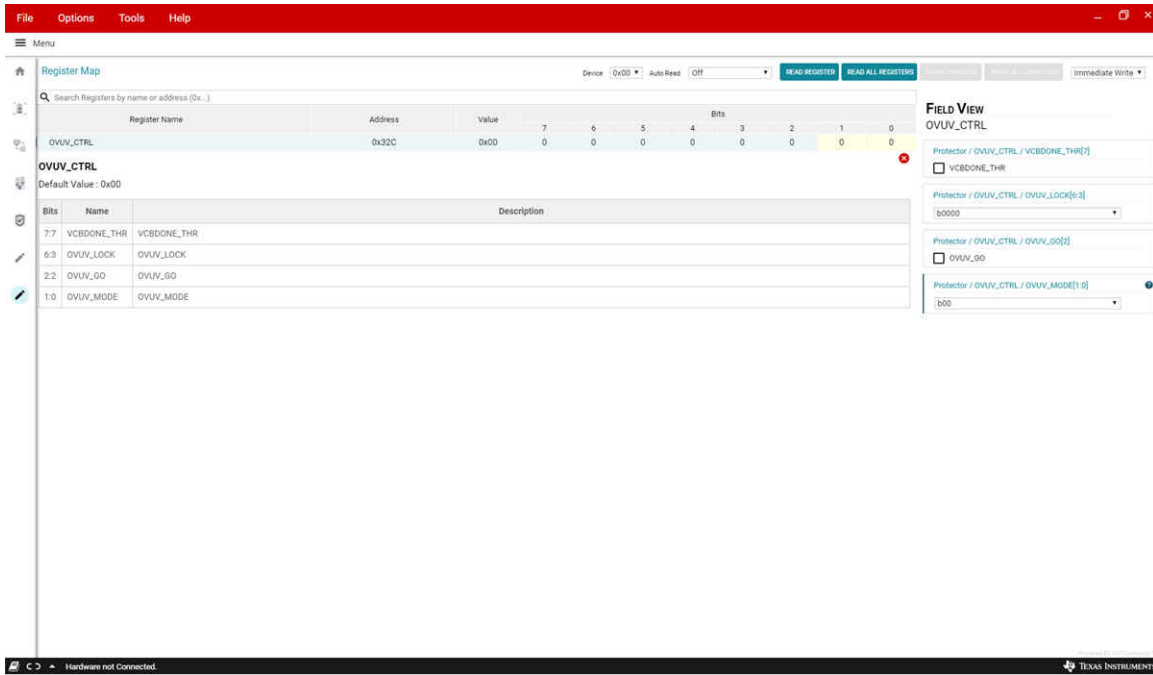 File Options Tools Help
Menu
Register Map Device 0x00 Auto Read Off READ REGISTER READ ALL REGISTERS Immediate Write
Search Registers by name or address (0x...)
Register Name Address Value Bits
7 6 5 4 3 2 1 0
OVUV_CTRL 0x32C 0x00 0 0 0 0 0 0 0 0
OVUV_CTRL
Default Value : 0x00
Bits Name Description
7:7 VCBDONE_THR VCBDONE_THR
6:3 OVUV_LOCK OVUV_LOCK
2:2 OVUV_GO OVUV_GO
1:0 OVUV_MODE OVUV_MODE
FIELD VIEW
OVUV_CTRL
Protector / OVUV_CTRL / VCBDONE_THR[7]
VCBDONE_THR
Protector / OVUV_CTRL / OVUV_LOCK[6:3]
b0000
Protector / OVUV_CTRL / OVUV_GO[2]
OVUV_GO
Protector / OVUV_CTRL / OVUV_MODE[1:0]
b00
Hardware not Connected.
TEXAS INSTRUMENTS